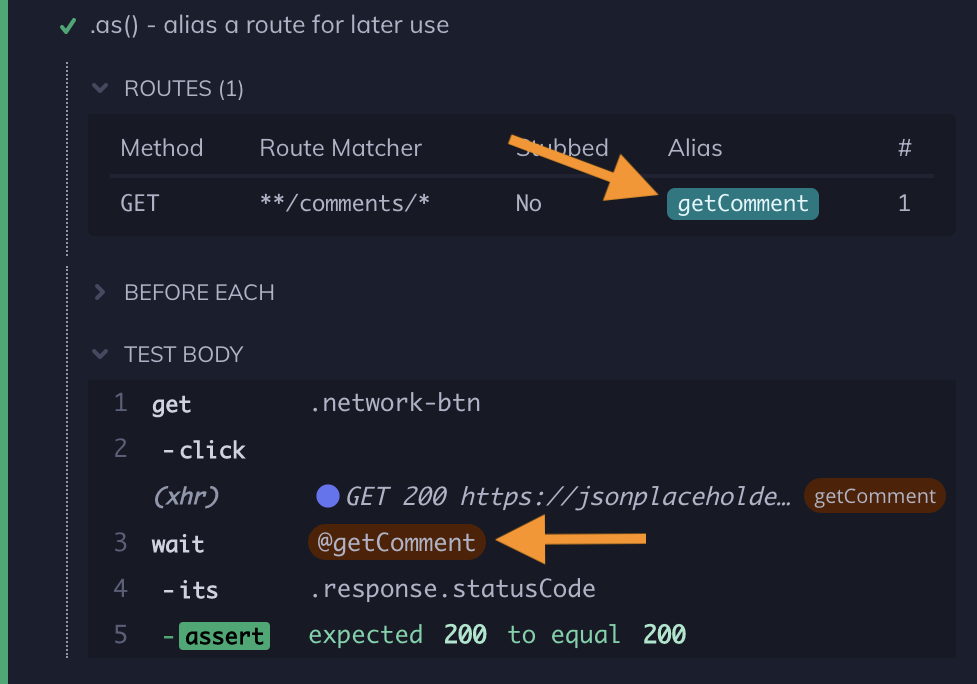 .as() - alias a route for later use
ROUTES (1)
Method Route Matcher Stubbed Alias #
GET **/comments/* No getComment 1
BEFORE EACH
TEST BODY
1 get .network-btn
2 -click
(xhr) GET 200 https://jsonplaceholde… getComment
3 wait @getComment
4 -its .response.statusCode
5 -assert expected 200 to equal 200